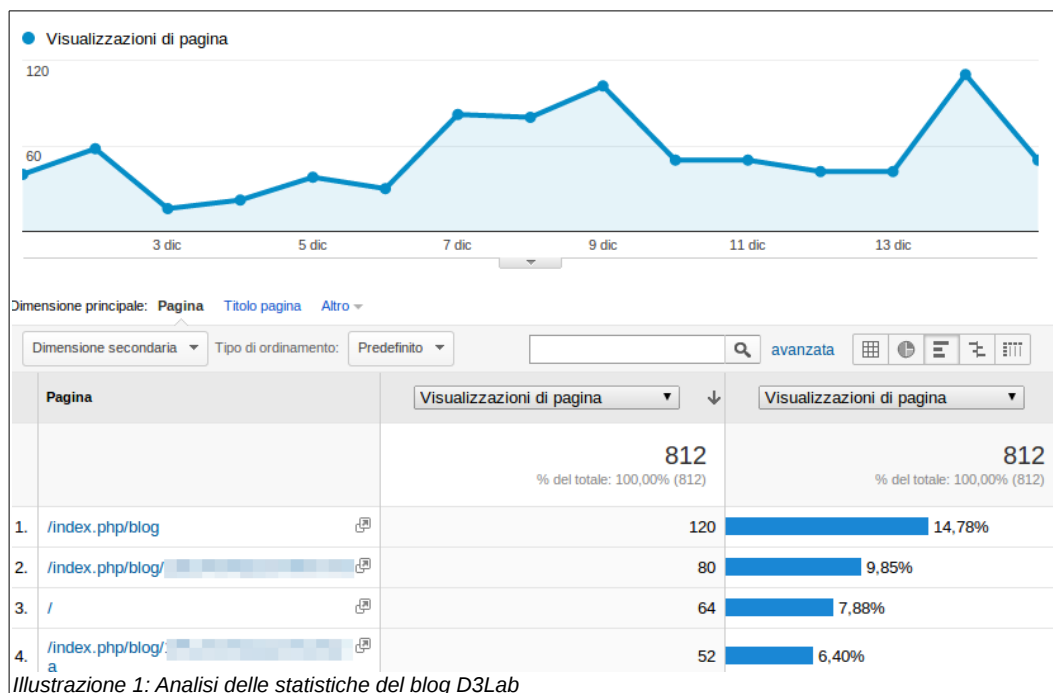 Visualizzazioni di pagina
120
60
3 dic 5 dic 7 dic 9 dic 11 dic 13 dic
Dimensione principale: Pagina Titolo pagina Altro
Dimensione secondaria Tipo di ordinamento: Predefinito avanzata
Pagina Visualizzazioni di pagina Visualizzazioni di pagina
812 812
% del totale: 100,00% (812) % del totale: 100,00% (812)
1. /index.php/blog 120 14,78%
2. /index.php/blog/ 80 9,85%
3. / 64 7,88%
4. /index.php/blog/ 52 6,40%
a
Illustrazione 1: Analisi delle statistiche del blog D3Lab